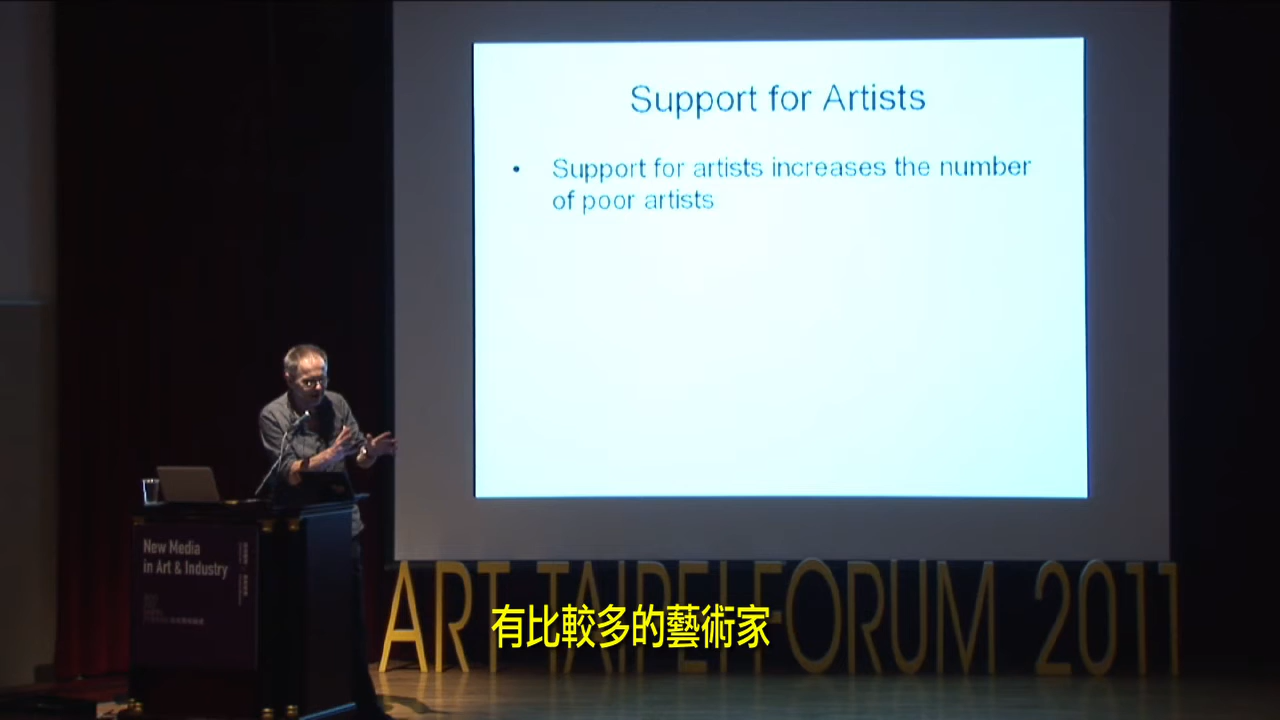 Support for Artists
• Support for artists increases the number
of poor artists
New Media
in Art & Industry
ART TAIPEI FORUM 2011
有比較多的藝術家